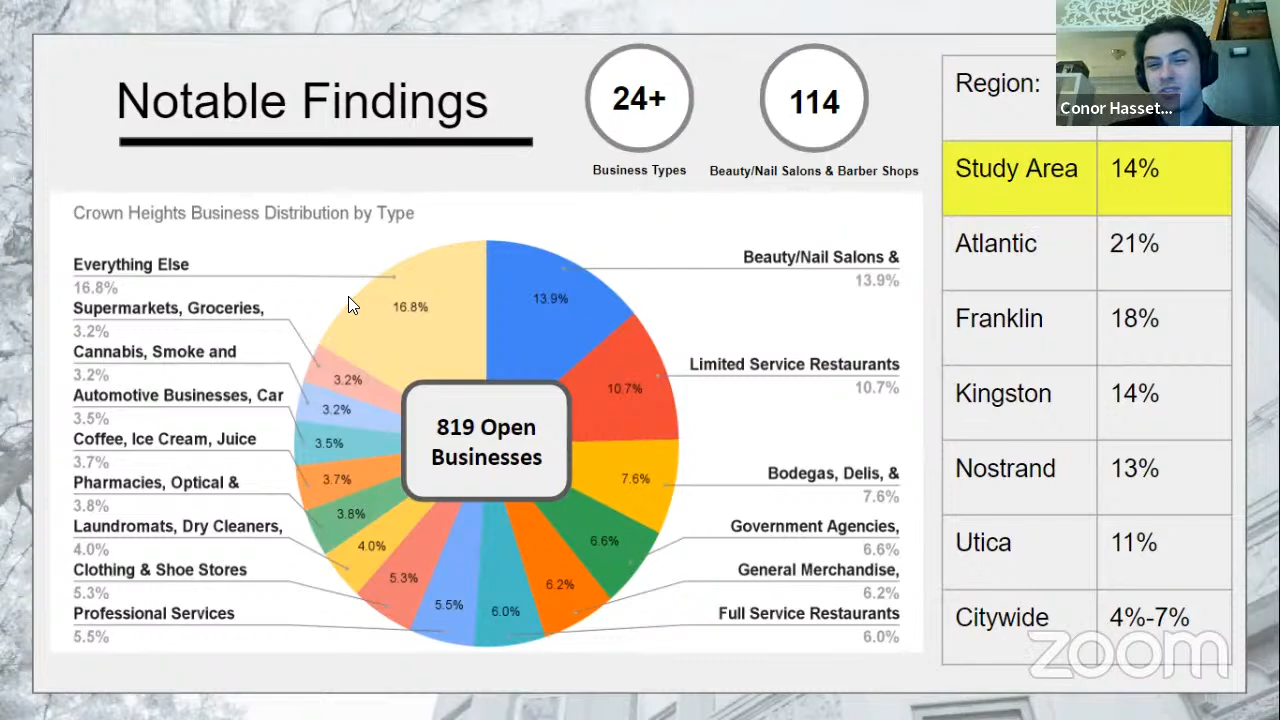 Notable Findings
24+
Business Types
114
Beauty/Nail Salons & Barber Shops
Region:
Conor Hasset...
Study Area 14%
Atlantic 21%
Franklin 18%
Kingston 14%
Nostrand 13%
Utica 11%
Citywide 4%-7%
Crown Heights Business Distribution by Type
Everything Else
16.8%
Supermarkets, Groceries,
3.2%
Cannabis, Smoke and
3.2%
Automotive Businesses, Car
3.5%
Coffee, Ice Cream, Juice
3.7%
Pharmacies, Optical &
3.8%
Laundromats, Dry Cleaners,
4.0%
Clothing & Shoe Stores
5.3%
Professional Services
5.5%
Beauty/Nail Salons &
13.9%
Limited Service Restaurants
10.7%
Bodegas, Delis, &
7.6%
Government Agencies,
6.6%
General Merchandise,
6.2%
Full Service Restaurants
6.0%
16.8%
13.9%
10.7%
7.6%
6.6%
6.2%
6.0%
5.5%
5.3%
4.0%
3.8%
3.7%
3.5%
3.2%
3.2%
819 Open
Businesses
zoom